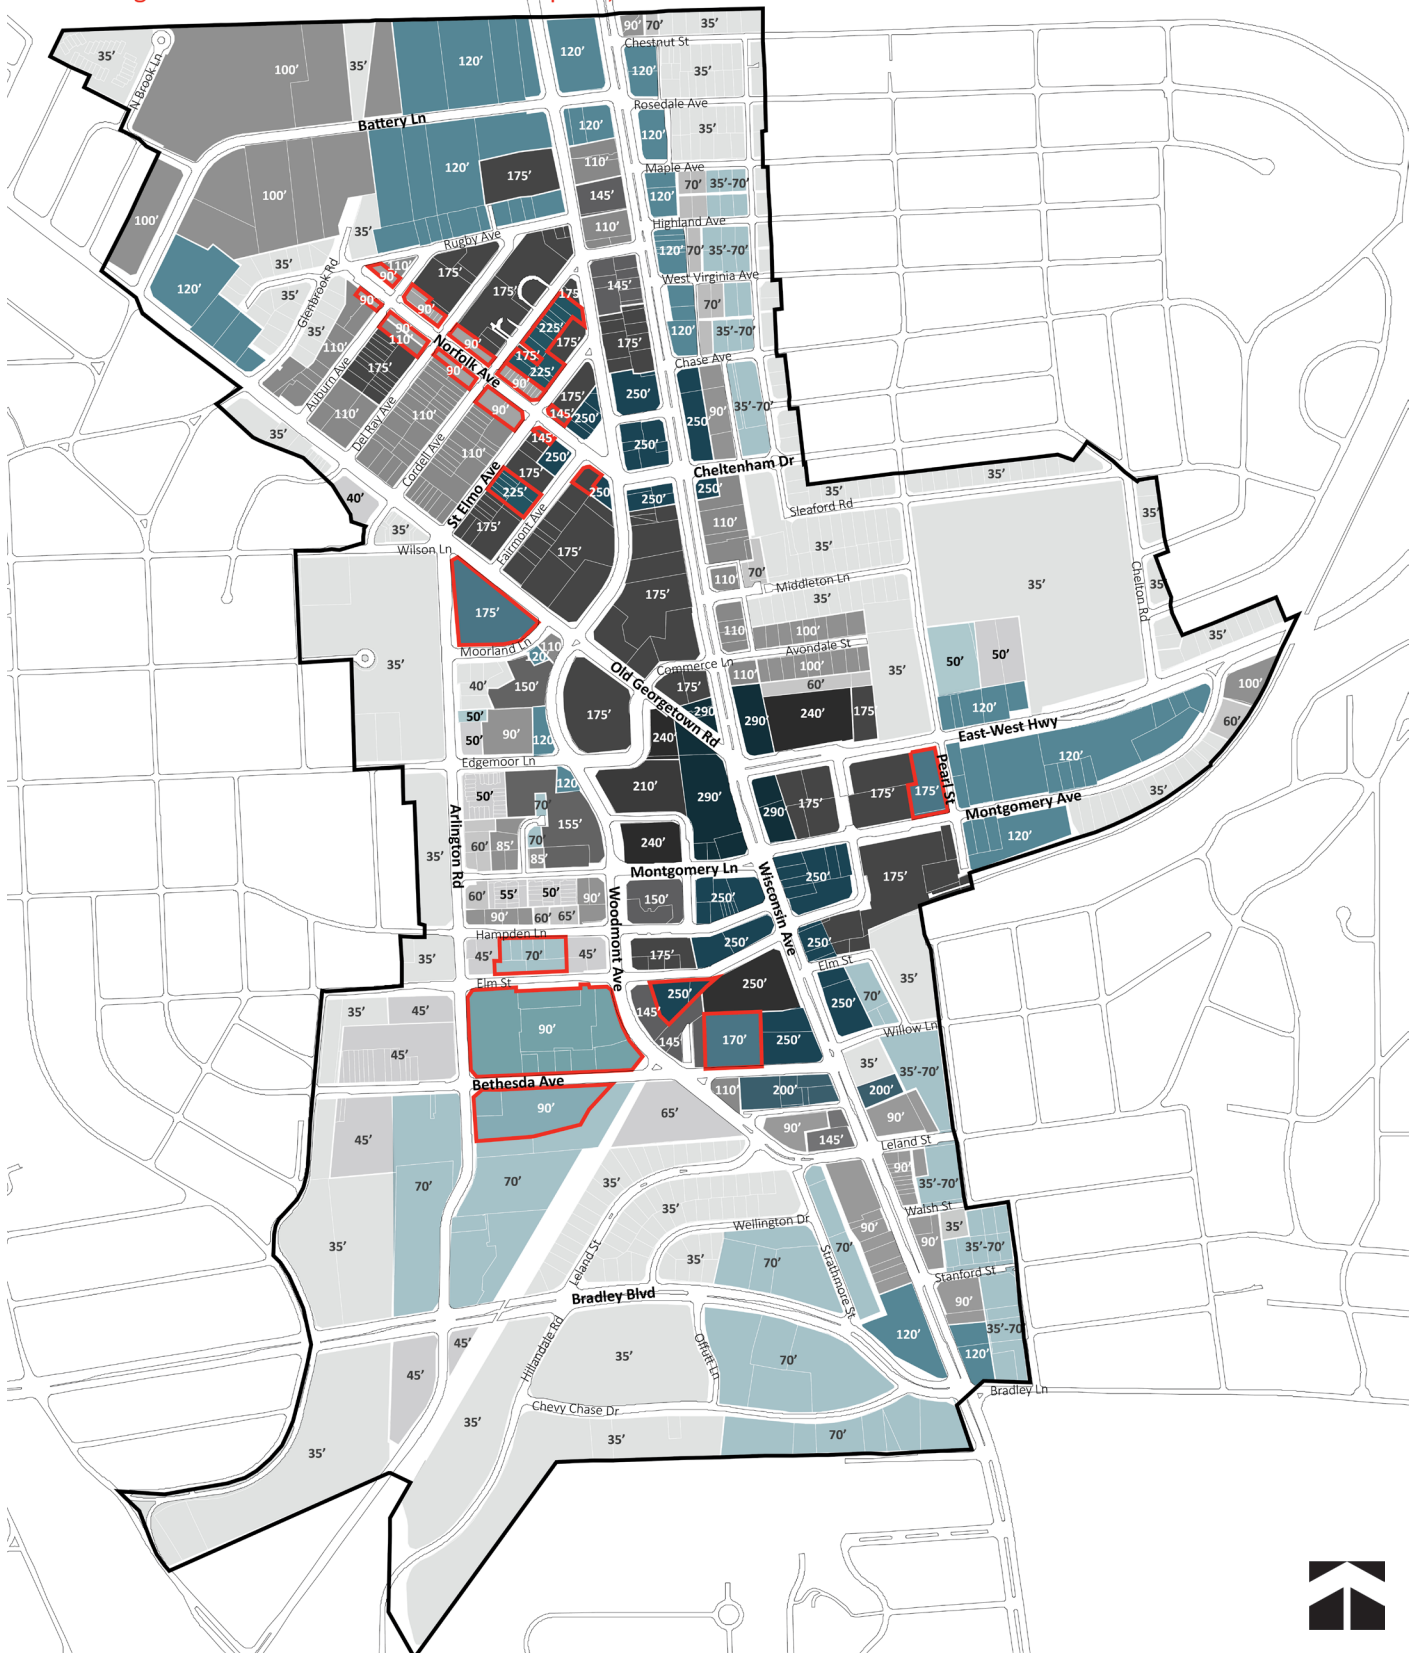 90' 70' 35'
Chestnut St
35' 100' 35' 120' 120' 120' 35'
N Brook Ln
Rosedale Ave
Battery Ln 120' 120' 35'
110'
Maple Ave
120' 175' 145' 120' 70' 35'-70'
100'
100' 110' Highland Ave
35' Rugby Ave 120' 70' 35'-70'
35' 110' 175'
90' West Virginia Ave
120' 35' Glenbrook Rd 90' 90' 175' 175' 145' 70'
35' 90' 225' 120' 35'-70'
110' 110' 90' 175' 175'
Norfolk Ave 175' Chase Ave
175' 90' 225'
Auburn Ave 90' 175' 250' 35'-70'
110' Del Ray Ave 110' 90' 145' 250' 250' 90'
35' 145' 250'
Cordell Ave 110' 250' Cheltenham Dr
St Elmo Ave 175' 35'
40' 225' 250 250' 250' 35'
35' 175' Fairmont Ave 110' Sleaford Rd 35'
Wilson Ln 175' 35'
110' 70' Middleton Ln 35' Chelton Rd 35'
175' 175' 35'
110 100' 35'
Moorland Ln 110 Avondale St
120' Old Georgetown Rd Commerce Ln 100' 50' 50'
35' 110' 60' 35'
40' 150' 175' 100'
50' 175' 290 290' 240' 175' 120'
50' 90' 120 240' East-West Hwy 60'
Edgemoor Ln 120'
50' 120 210' 290' 290' 175' 175' 175' Pearl St 35'
70' 155' Montgomery Ave
Arlington Rd 60' 85' 70' 240' 120'
35' 85' Montgomery Ln Wisconsin Ave 250' 175'
60' 55' 50' 90' Woodmont Ave 150' 250'
90' 60' 65'
Hampden Ln 250' 250'
35' 45' 70' 45' 175' Elm St
Elm St 250' 250' 35'
35' 45' 145' 250' 70'
90' 170' 250' Willow Ln
45' 145' 35' 35'-70'
Bethesda Ave 110' 200' 200'
90' 65' 90' 90'
45' 145' Leland St
90'
70' 70' 35' 35'-70'
35' Walsh St
Wellington Dr 90' 90' 35'
35' 35' 70' 70' 35'-70'
Leland St Strathmore St Stanford St
Bradley Blvd 90'
45' 120' 35'-70
45' Hillandale Rd 35' Offutt Ln 70' 120'
Bradley Ln
35' Chevy Chase Dr
35' 35' 70'